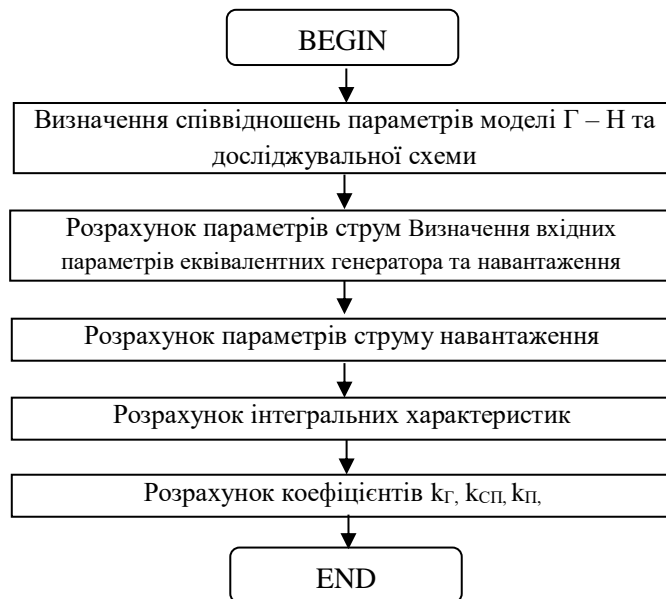 BEGIN
Визначення співвідношень параметрів моделі Г – Н та
досліджувальної схеми
Розрахунок параметрів струм Визначення вхідних
параметрів еквівалентних генератора та навантаження
Розрахунок параметрів струму навантаження
Розрахунок інтегральних характеристик
Розрахунок коефіцієнтів kГ, kСП, kП,
END